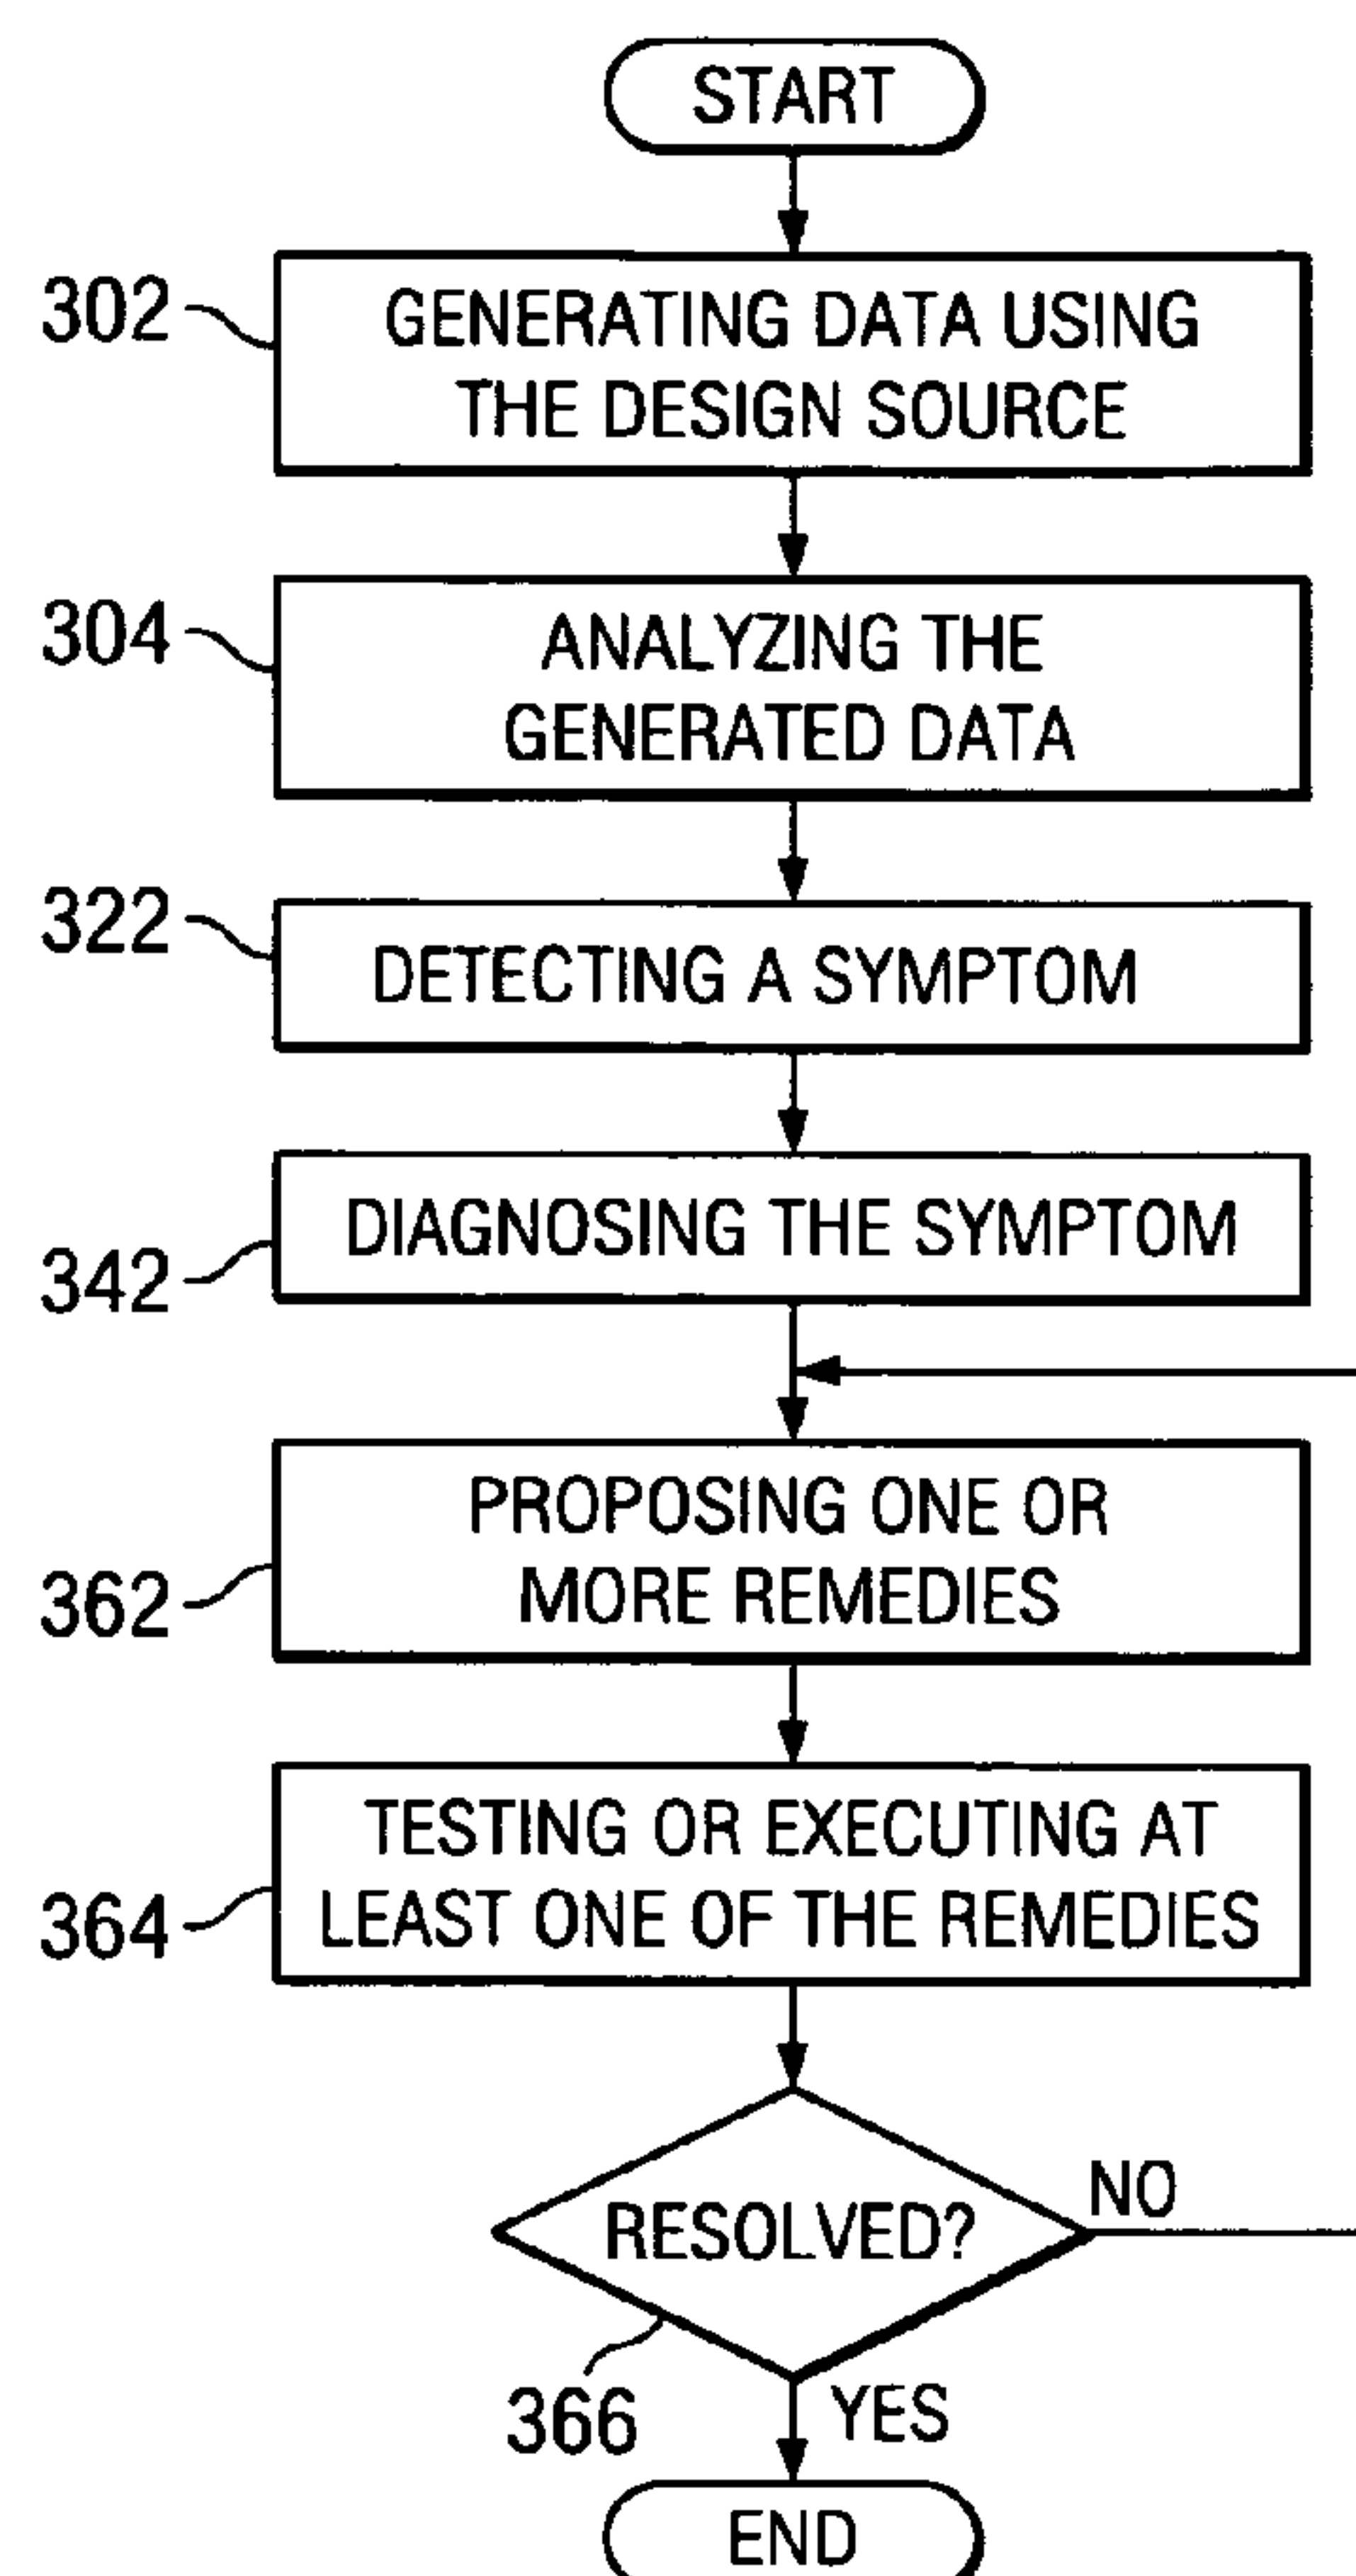 START
302
GENERATING DATA USING
THE DESIGN SOURCE
304
ANALYZING THE
GENERATED DATA
322
DETECTING A SYMPTOM
342
DIAGNOSING THE SYMPTOM
362
PROPOSING ONE OR
MORE REMEDIES
364
TESTING OR EXECUTING AT
LEAST ONE OF THE REMEDIES
RESOLVED?
NO
366
YES
END